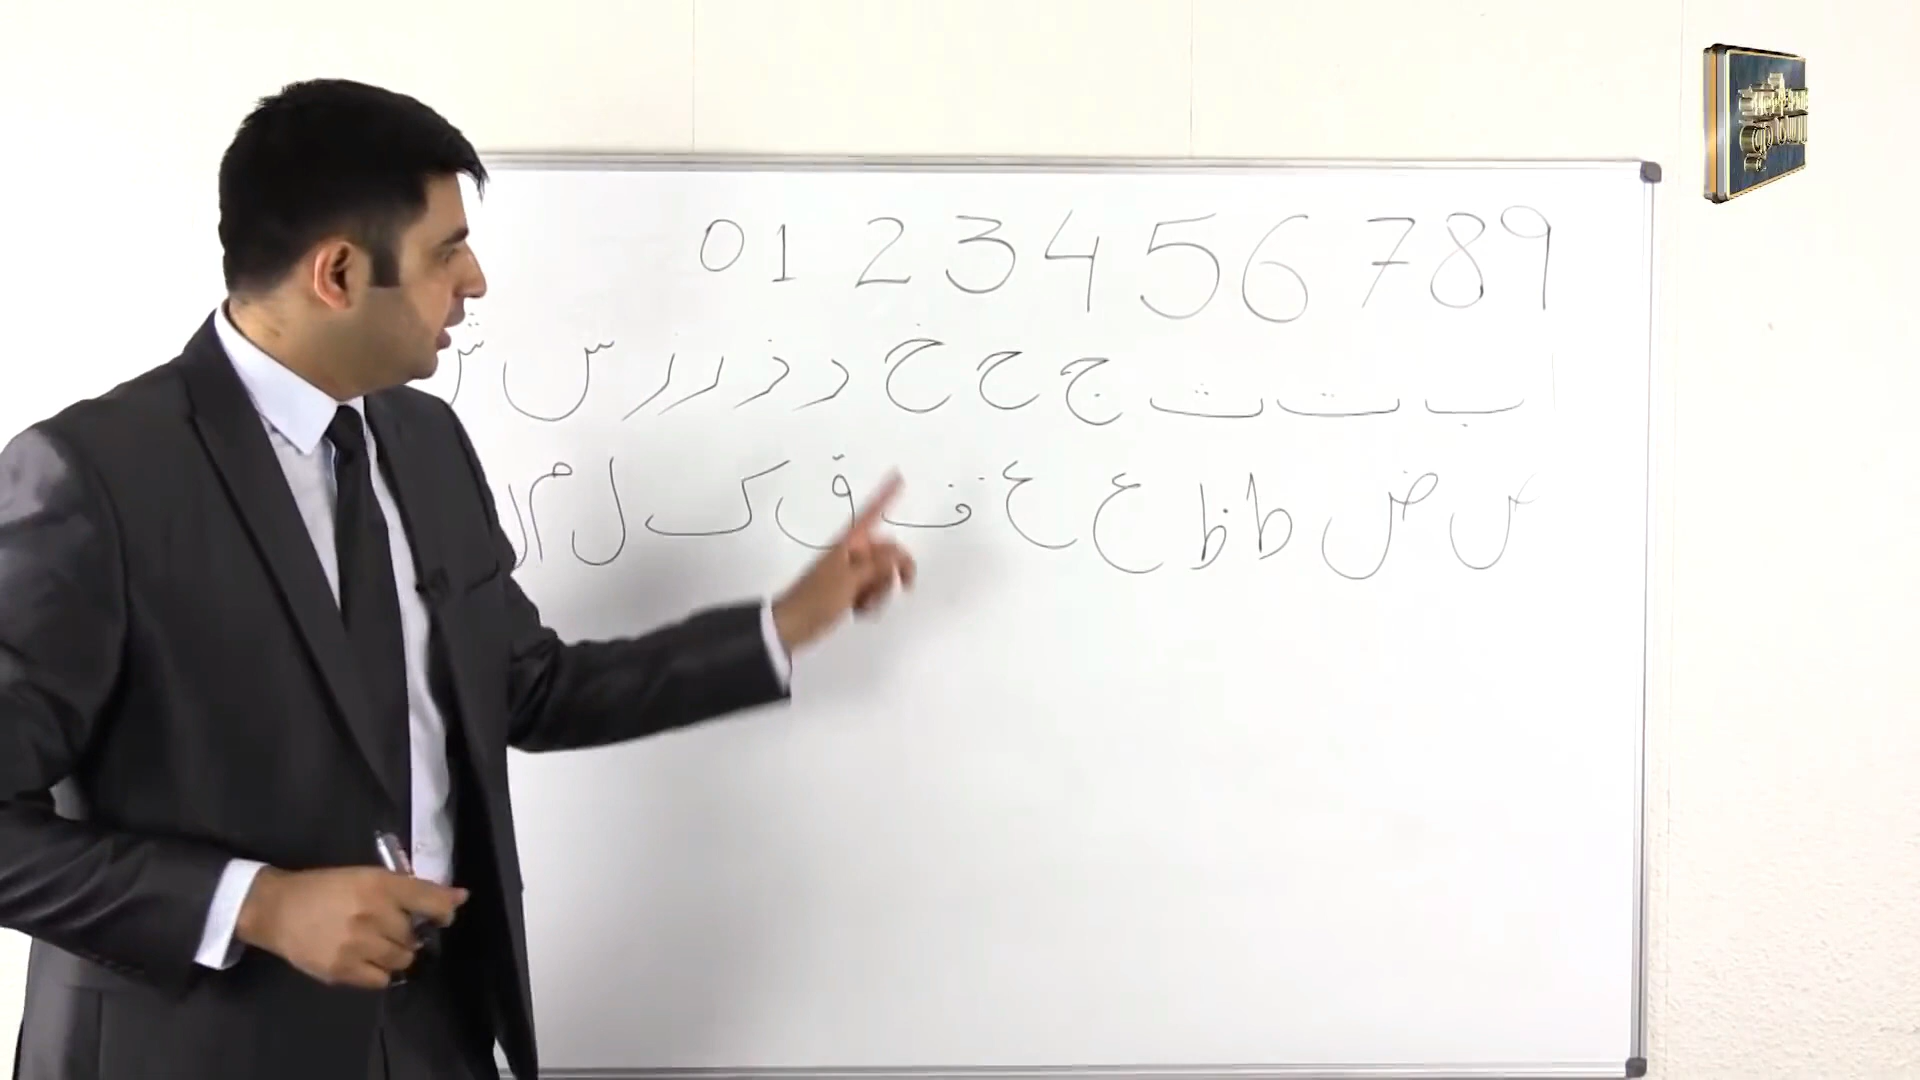 0 1 2 3 4 5 6 7 8 9
ا ب ت ث ج ح خ د ذ ر ز س ش
ص ض ط ظ ع غ ف ق ک ل م